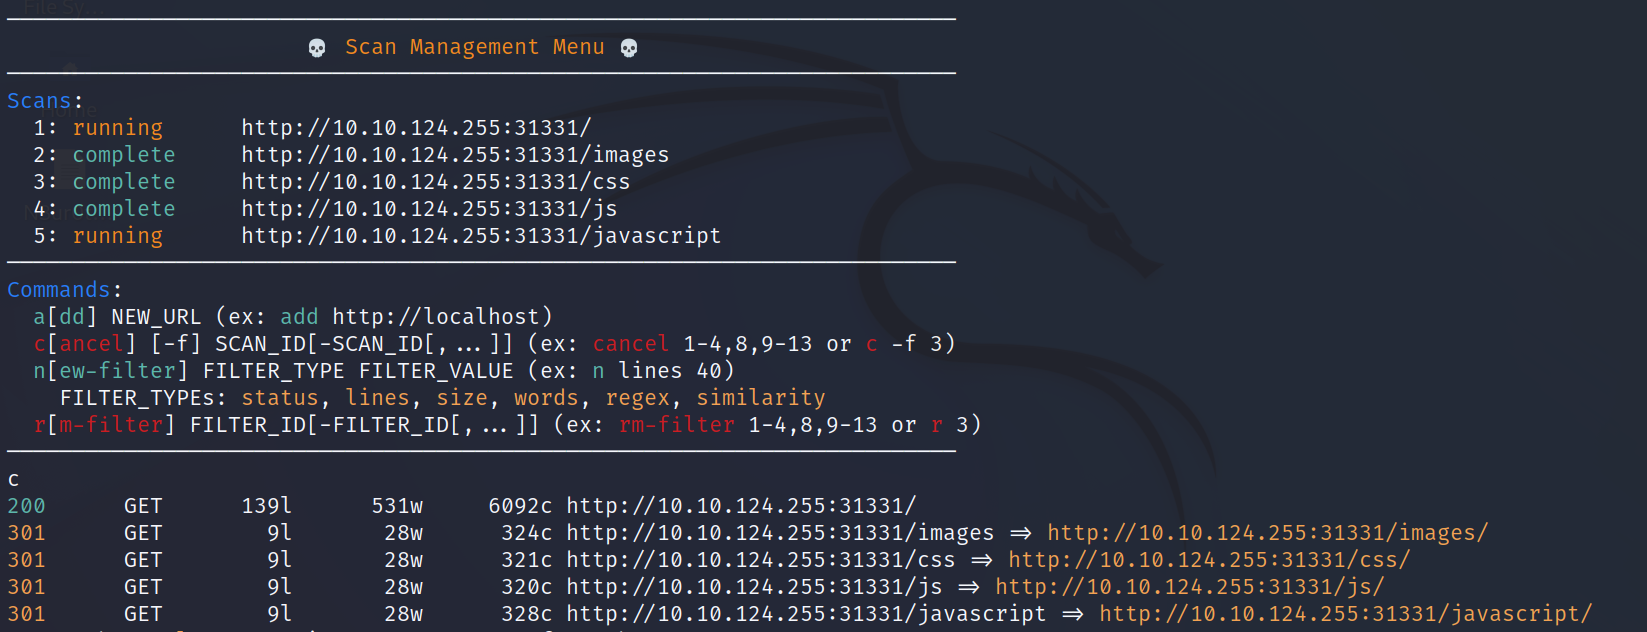 File Sy...
💀 Scan Management Menu 💀
Scans:
1: running http://10.10.124.255:31331/
2: complete http://10.10.124.255:31331/images
3: complete http://10.10.124.255:31331/css
4: complete http://10.10.124.255:31331/js
5: running http://10.10.124.255:31331/javascript
Commands:
a[dd] NEW_URL (ex: add http://localhost)
c[ancel] [-f] SCAN_ID[-SCAN_ID[,...]] (ex: cancel 1-4,8,9-13 or c -f 3)
n[ew-filter] FILTER_TYPE FILTER_VALUE (ex: n lines 40)
FILTER_TYPEs: status, lines, size, words, regex, similarity
r[m-filter] FILTER_ID[-FILTER_ID[,...]] (ex: rm-filter 1-4,8,9-13 or r 3)
c
200 GET 139l 531w 6092c http://10.10.124.255:31331/
301 GET 9l 28w 324c http://10.10.124.255:31331/images => http://10.10.124.255:31331/images/
301 GET 9l 28w 321c http://10.10.124.255:31331/css => http://10.10.124.255:31331/css/
301 GET 9l 28w 320c http://10.10.124.255:31331/js => http://10.10.124.255:31331/js/
301 GET 9l 28w 328c http://10.10.124.255:31331/javascript => http://10.10.124.255:31331/javascript/